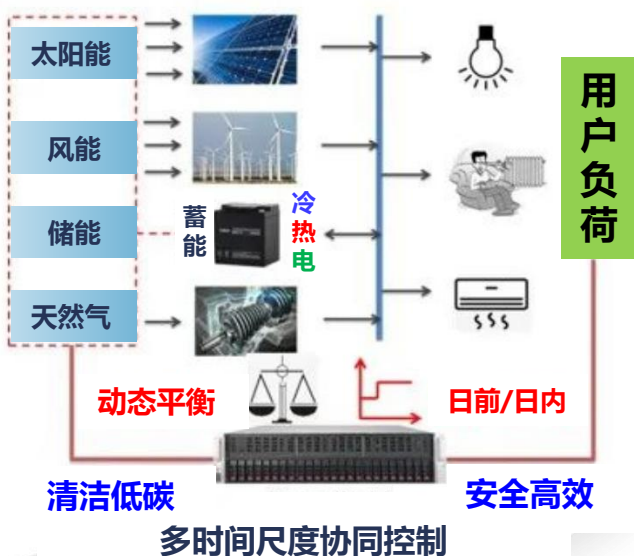 太阳能
风能
储能
天然气
蓄能
冷
热
电
用户负荷
动态平衡
日前/日内
清洁低碳
安全高效
多时间尺度协同控制